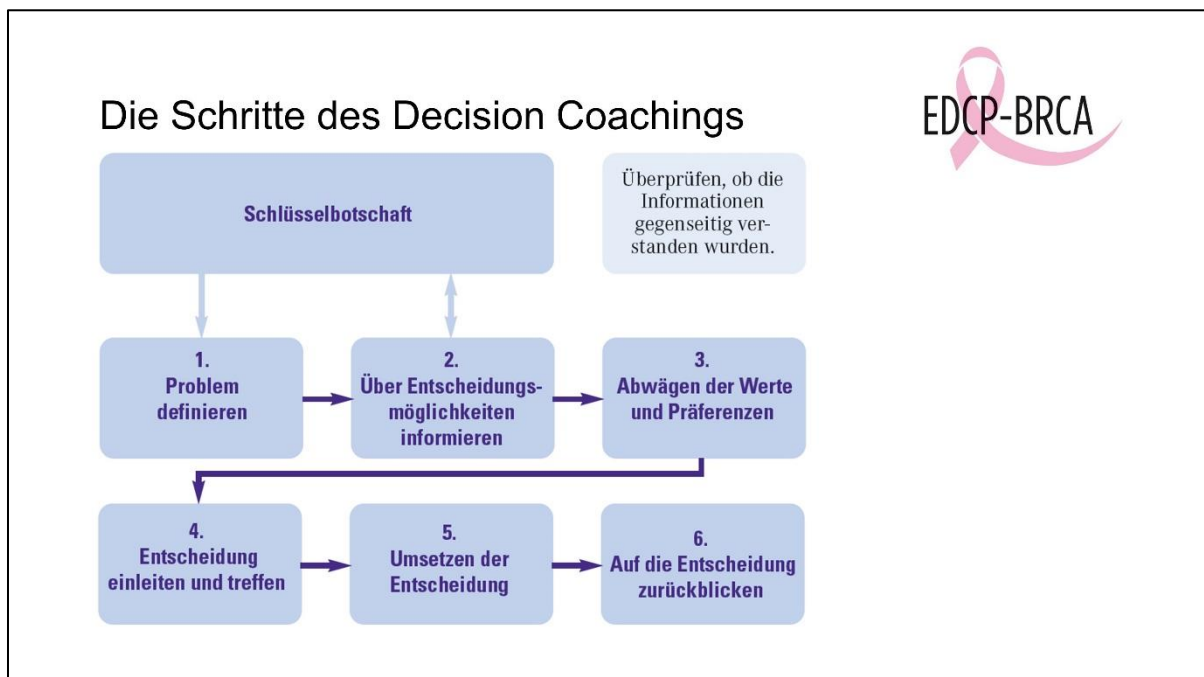 Die Schritte des Decision Coachings
EDCP-BRCA
Schlüsselbotschaft
Überprüfen, ob die
Informationen
gegenseitig ver-
standen wurden.
1.
Problem
definieren
2.
Über Entscheidungs-
möglichkeiten
informieren
3.
Abwägen der Werte
und Präferenzen
4.
Entscheidung
einleiten und treffen
5.
Umsetzen der
Entscheidung
6.
Auf die Entscheidung
zurückblicken